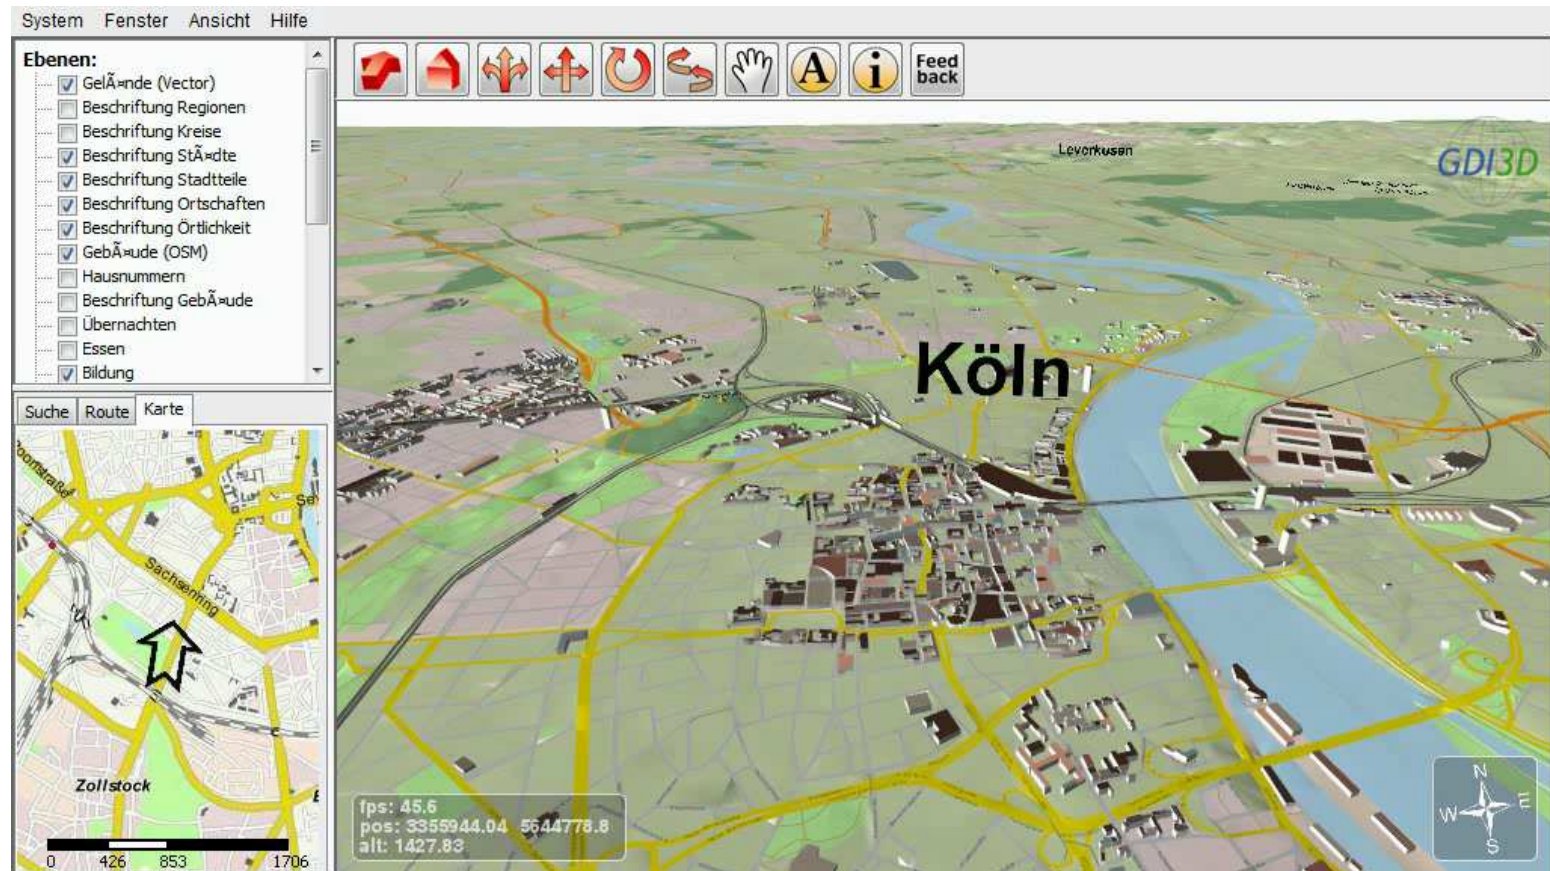 System Fenster Ansicht Hilfe
Ebenen:
GelÃ¤nde (Vector)
Beschriftung Regionen
Beschriftung Kreise
Beschriftung StÃ¤dte
Beschriftung Stadtteile
Beschriftung Ortschaften
Beschriftung Örtlichkeit
GebÃ¤ude (OSM)
Hausnummern
Beschriftung GebÃ¤ude
Übernachten
Essen
Bildung
Suche Route Karte
Sachsenring
Zollstock
0 426 853 1706
A
i
Feed
back
Leverkusen
GDI3D
Köln
fps: 45.6
pos: 3355944.04 5644778.8
alt: 1427.83
N
W E
S